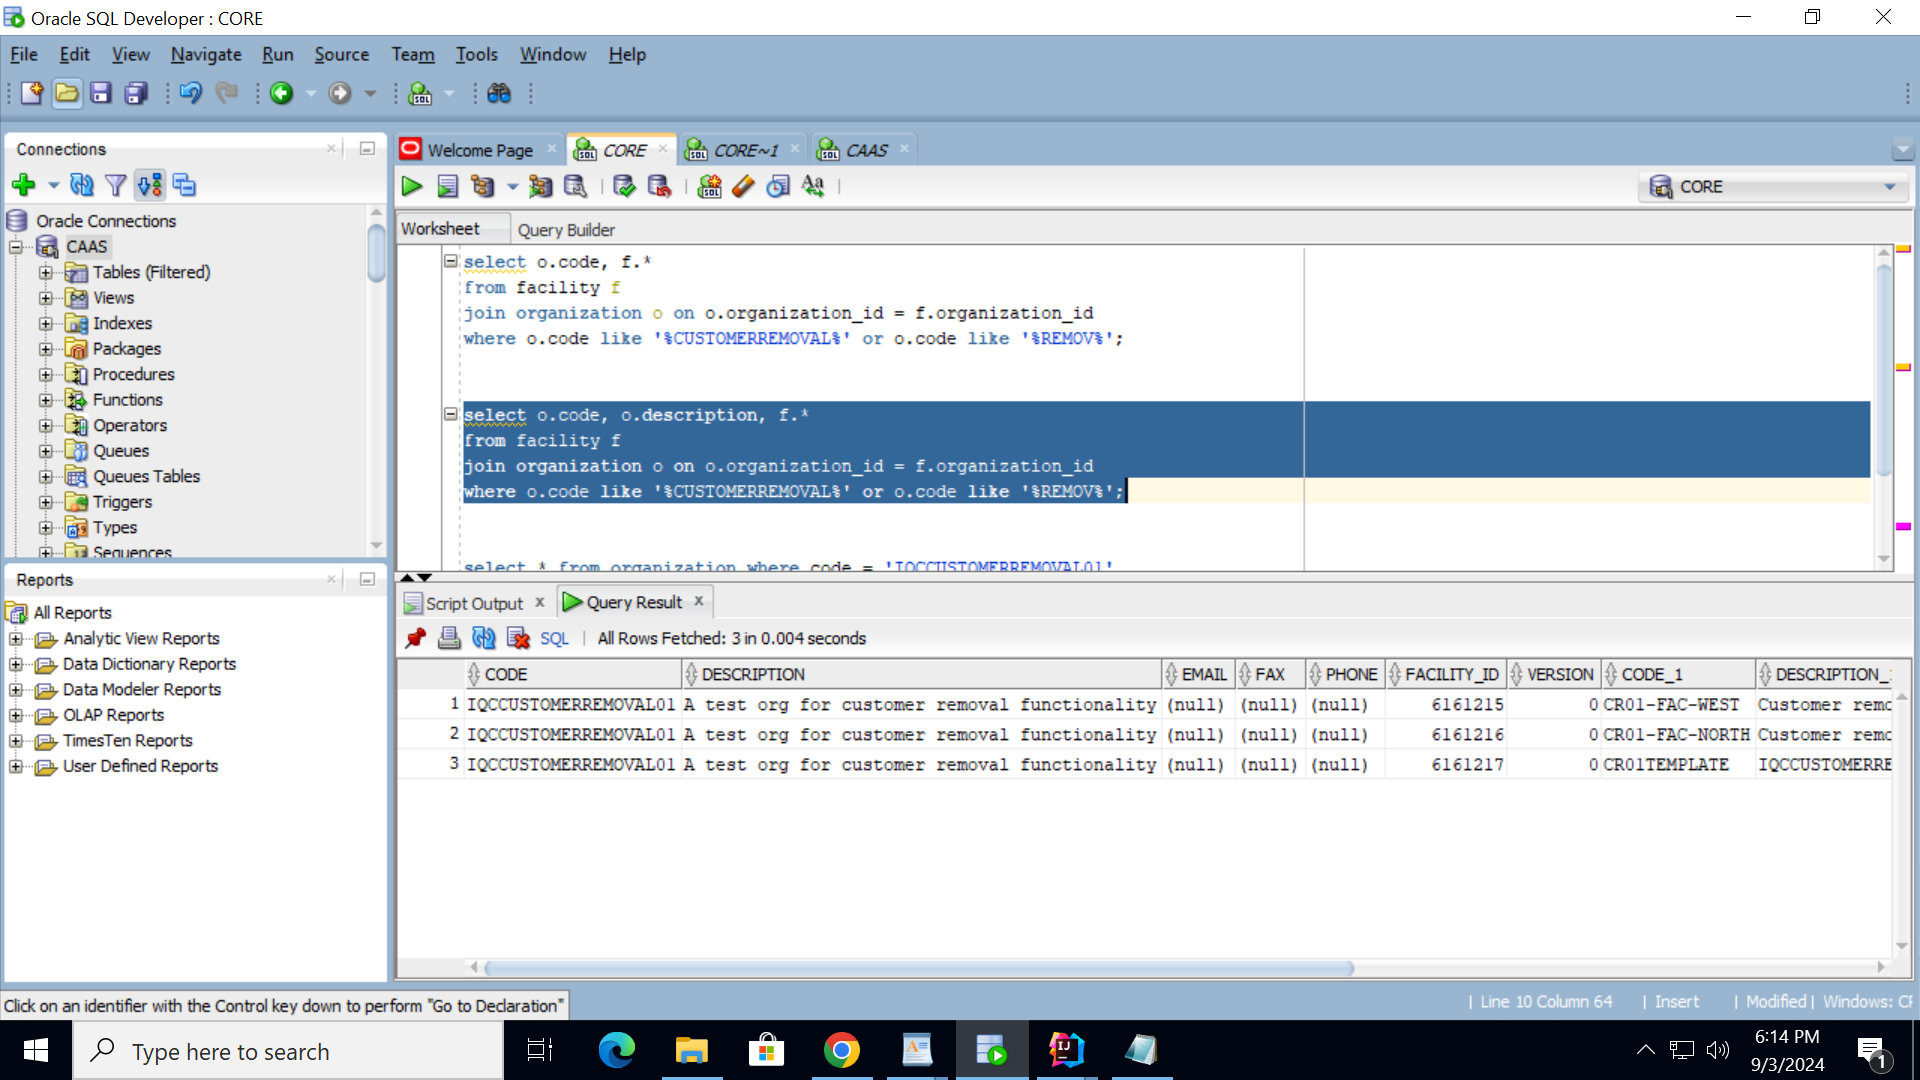 Oracle SQL Developer : CORE
File Edit View Navigate Run Source Team Tools Window Help
Connections
Welcome Page CORE CORE~1 CAAS
CORE
Oracle Connections
CAAS
Tables (Filtered)
Views
Indexes
Packages
Procedures
Functions
Operators
Queues
Queues Tables
Triggers
Types
Sequences
Worksheet Query Builder
select o.code, f.*
from facility f
join organization o on o.organization_id = f.organization_id
where o.code like '%CUSTOMERREMOVAL%' or o.code like '%REMOV%';
select o.code, o.description, f.*
from facility f
join organization o on o.organization_id = f.organization_id
where o.code like '%CUSTOMERREMOVAL%' or o.code like '%REMOV%';
select * from organization where code = 'IQCCUSTOMERREMOVAL01'
Reports
All Reports
Analytic View Reports
Data Dictionary Reports
Data Modeler Reports
OLAP Reports
TimesTen Reports
User Defined Reports
Script Output x Query Result x
SQL | All Rows Fetched: 3 in 0.004 seconds
CODE DESCRIPTION EMAIL FAX PHONE FACILITY_ID VERSION CODE_1 DESCRIPTION_
1 IQCCUSTOMERREMOVAL01 A test org for customer removal functionality (null) (null) (null) 6161215 0 CR01-FAC-WEST Customer remo
2 IQCCUSTOMERREMOVAL01 A test org for customer removal functionality (null) (null) (null) 6161216 0 CR01-FAC-NORTH Customer remo
3 IQCCUSTOMERREMOVAL01 A test org for customer removal functionality (null) (null) (null) 6161217 0 CR01TEMPLATE IQCCUSTOMERRE
Click on an identifier with the Control key down to perform "Go to Declaration"
| Line 10 Column 64 | Insert | Modified | Windows: CF
Type here to search
6:14 PM
9/3/2024
1